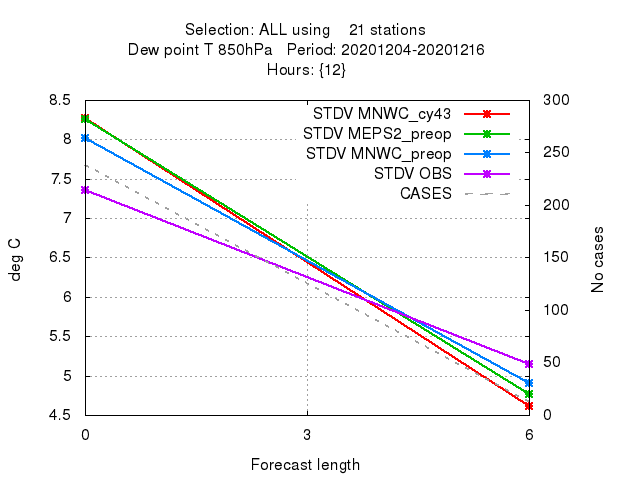 Selection: ALL using    21 stations
Dew point T 850hPa   Period: 20201204-20201216
Hours: {12}
8.5
8
7.5
7
6.5
6
5.5
5
4.5
300
250
200
150
100
50
0
0
3
6
deg C
No cases
Forecast length
STDV MNWC_cy43
STDV MEPS2_preop
STDV MNWC_preop
STDV OBS
CASES